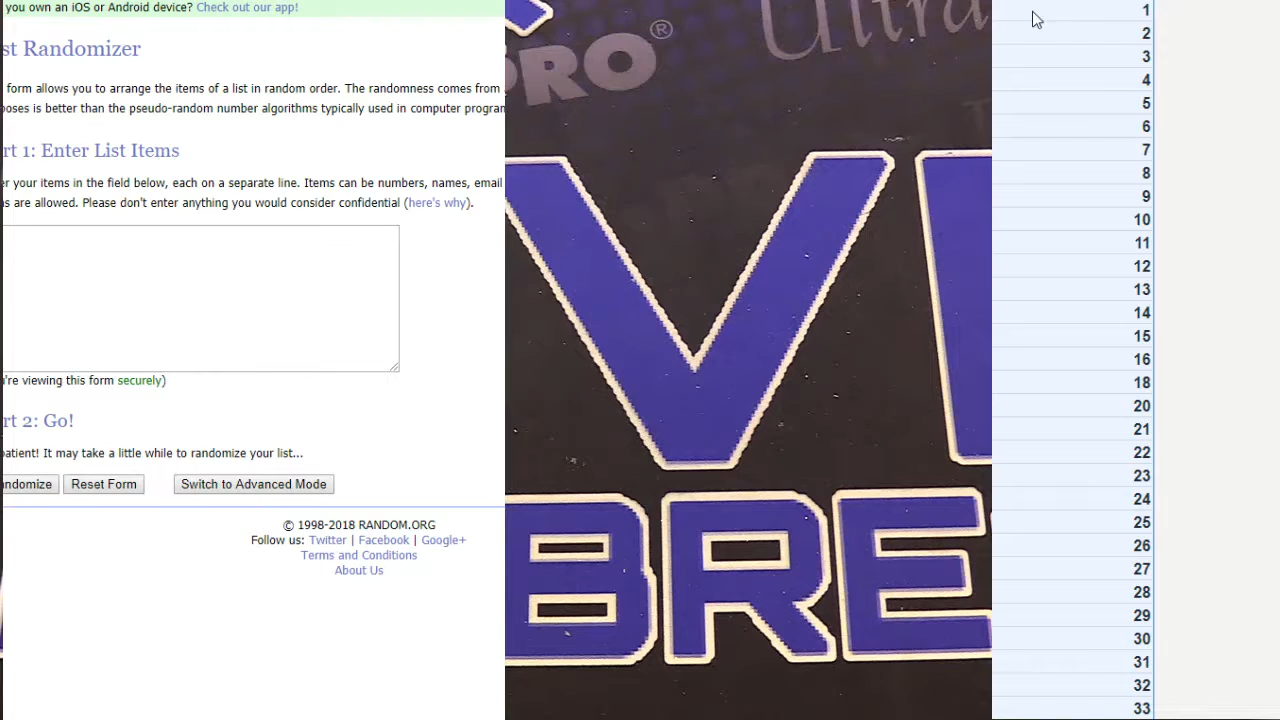 you own an iOS or Android device? Check out our app!
st Randomizer
form allows you to arrange the items of a list in random order. The randomness comes from
oses is better than the pseudo-random number algorithms typically used in computer program
rt 1: Enter List Items
er your items in the field below, each on a separate line. Items can be numbers, names, email
ns are allowed. Please don't enter anything you would consider confidential (here's why).
're viewing this form securely)
rt 2: Go!
patient! It may take a little while to randomize your list...
andomize
Reset Form
Switch to Advanced Mode
© 1998-2018 RANDOM.ORG
Follow us: Twitter | Facebook | Google+
Terms and Conditions
About Us
PRO®
Ultra
V
BRE
1
2
3
4
5
6
7
8
9
10
11
12
13
14
15
16
18
20
21
22
23
24
25
26
27
28
29
30
31
32
33